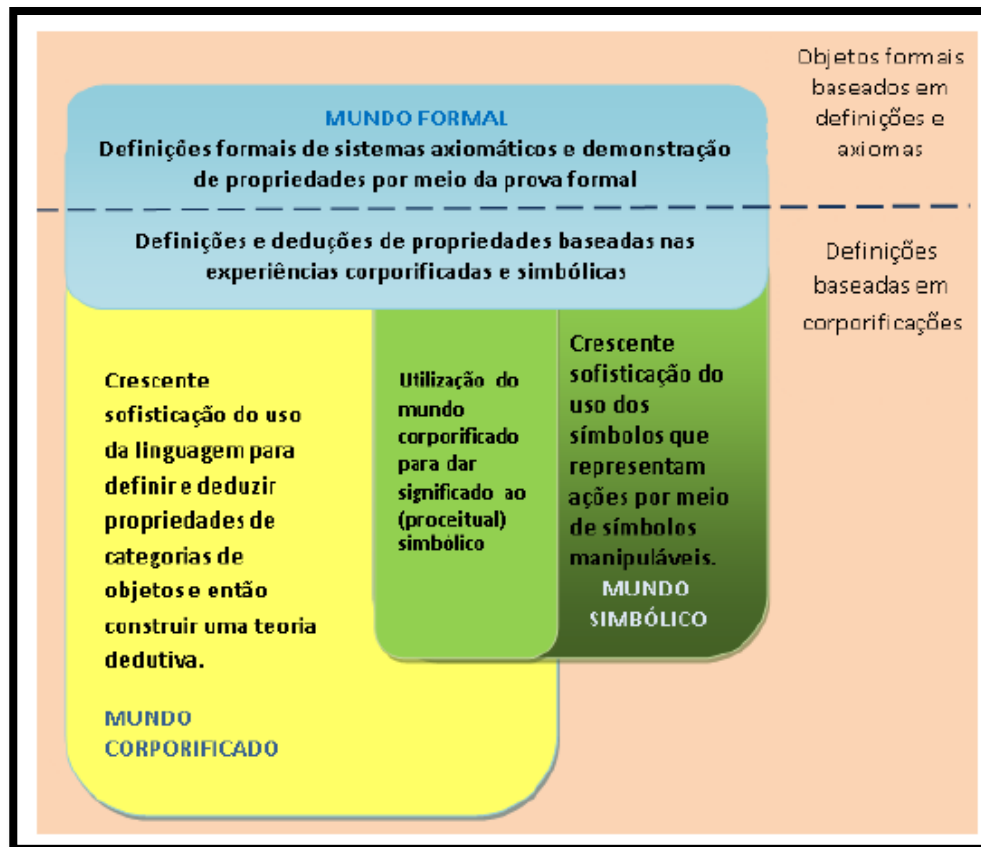 Objetos formais
baseados em
definições e
axiomas
MUNDO FORMAL
Definições formais de sistemas axiomáticos e demonstração
de propriedades por meio da prova formal
Definições e deduções de propriedades baseadas nas
experiências corporificadas e simbólicas
Definições
baseadas em
corporificações
Crescente
sofisticação do uso
da linguagem para
definir e deduzir
propriedades de
categorias de
objetos e então
construir uma teoria
dedutiva.
MUNDO
CORPORIFICADO
Utilização do
mundo
corporificado
para dar
significado ao
(proceitual)
simbólico
Crescente
sofisticação do
uso dos
símbolos que
representam
ações por meio
de símbolos
manipuláveis.
MUNDO
SIMBÓLICO